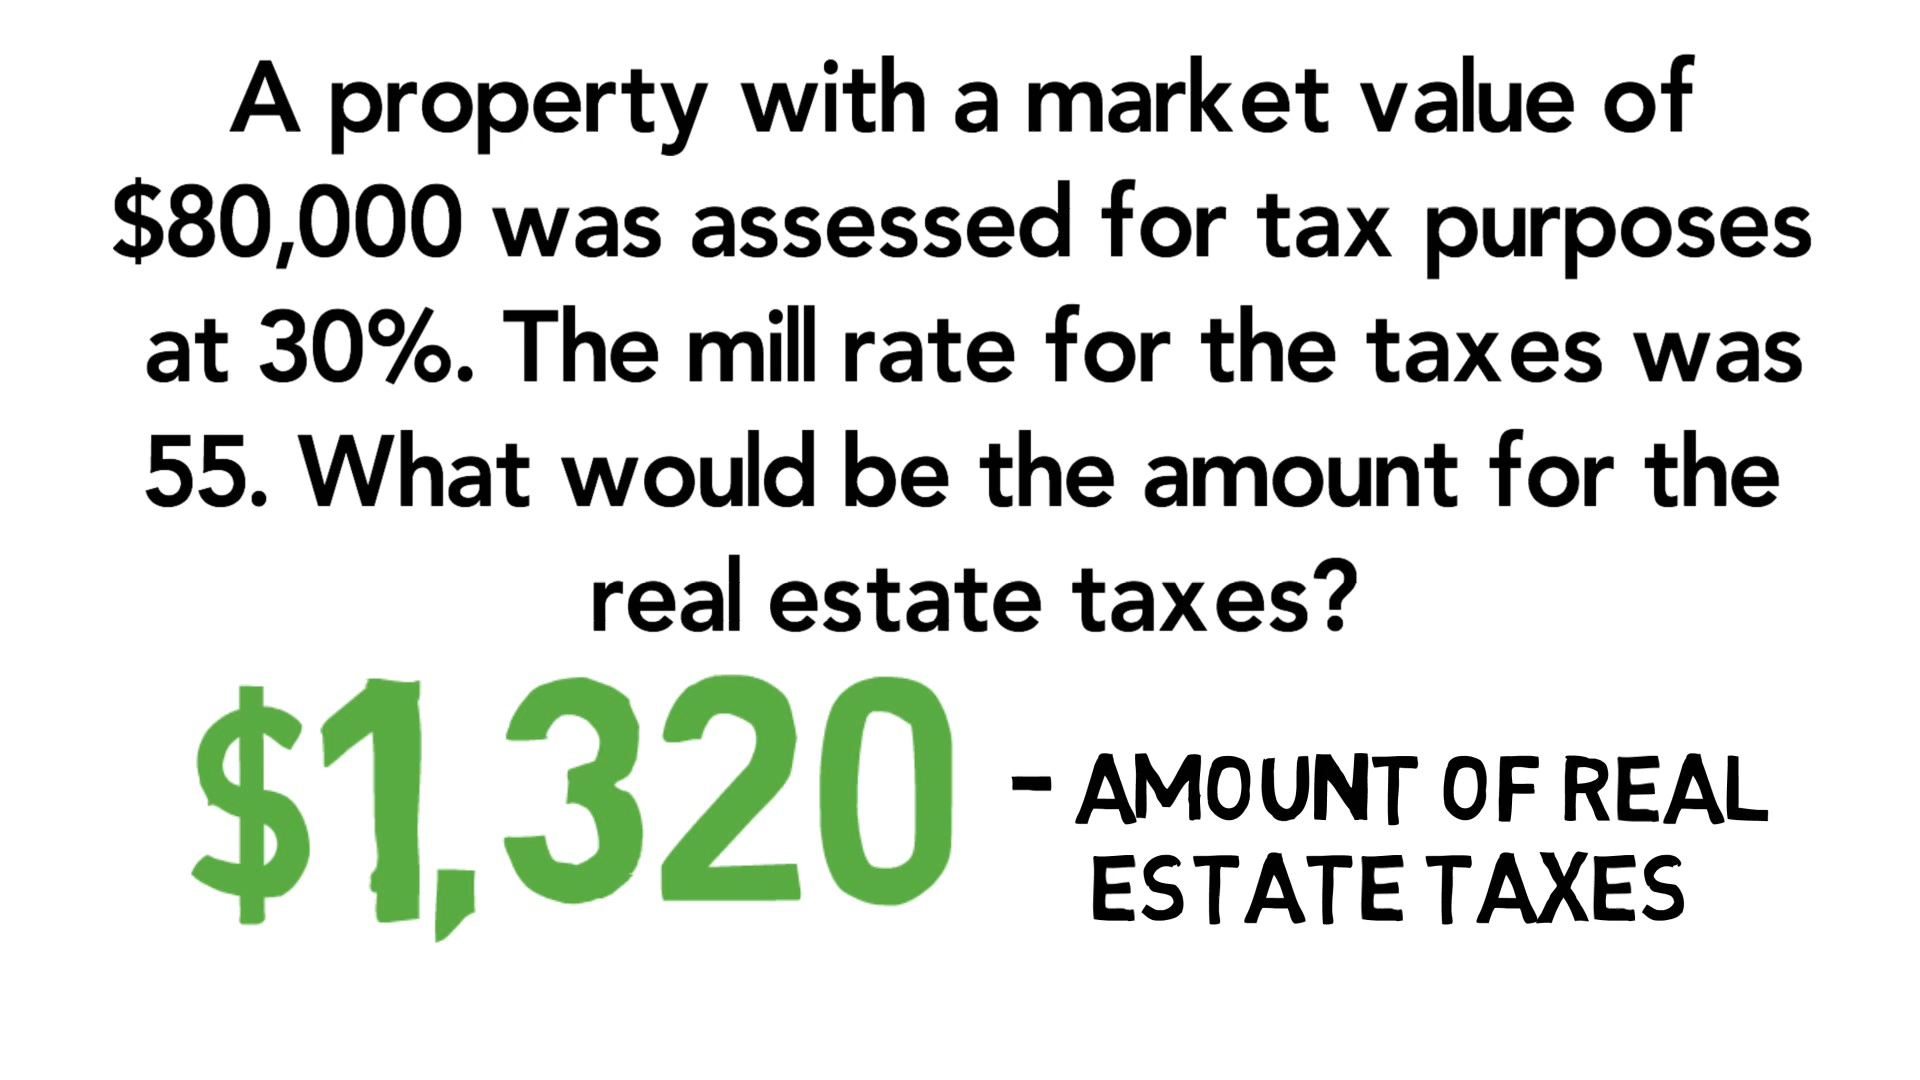 A property with a market value of
$80,000 was assessed for tax purposes
at 30%. The mill rate for the taxes was
55. What would be the amount for the
real estate taxes?
$1,320 - AMOUNT OF REAL
ESTATE TAXES